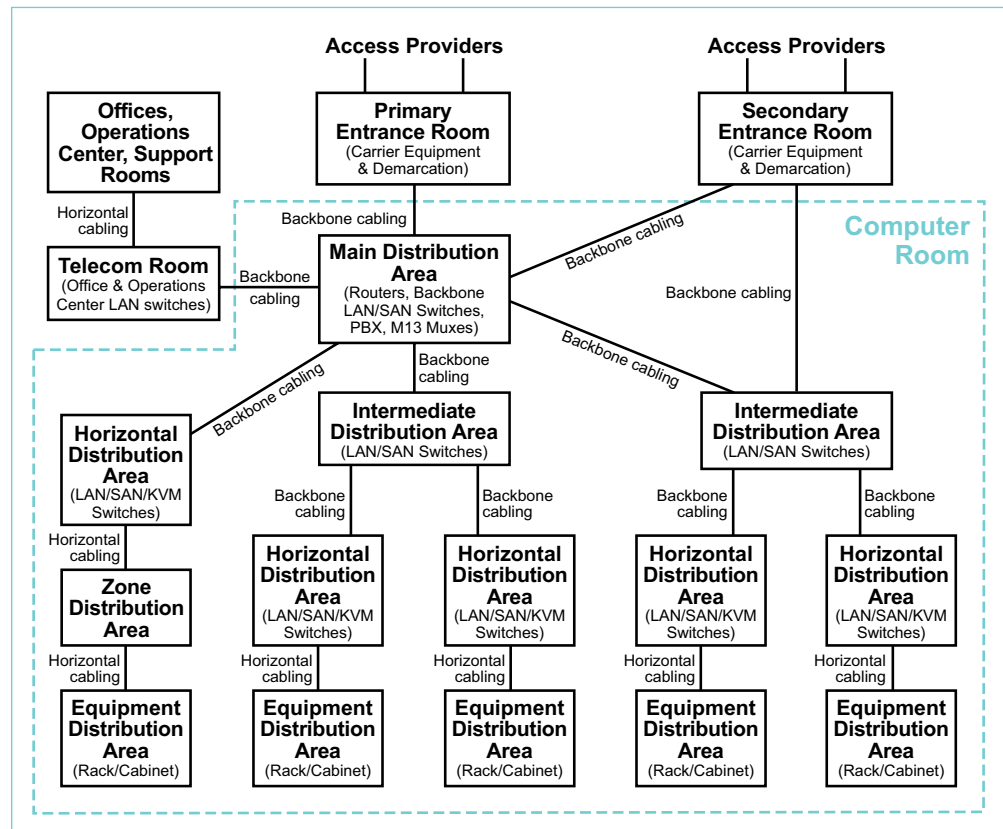 Access Providers
Access Providers
Offices,
Operations
Center, Support
Rooms
Primary
Entrance Room
(Carrier Equipment
& Demarcation)
Secondary
Entrance Room
(Carrier Equipment
& Demarcation)
Horizontal
cabling
Backbone cabling
Backbone cabling
Computer
Room
Telecom Room
(Office & Operations
Center LAN switches)
Backbone
cabling
Main Distribution
Area
(Routers, Backbone
LAN/SAN Switches,
PBX, M13 Muxes)
Backbone cabling
Backbone cabling
Backbone
cabling
Backbone cabling
Horizontal
Distribution
Area
(LAN/SAN/KVM
Switches)
Intermediate
Distribution Area
(LAN/SAN Switches)
Intermediate
Distribution Area
(LAN/SAN Switches)
Backbone
cabling
Backbone
cabling
Backbone
cabling
Backbone
cabling
Horizontal
cabling
Zone
Distribution
Area
Horizontal
Distribution
Area
(LAN/SAN/KVM
Switches)
Horizontal
Distribution
Area
(LAN/SAN/KVM
Switches)
Horizontal
Distribution
Area
(LAN/SAN/KVM
Switches)
Horizontal
Distribution
Area
(LAN/SAN/KVM
Switches)
Horizontal
cabling
Horizontal
cabling
Horizontal
cabling
Horizontal
cabling
Horizontal
cabling
Equipment
Distribution
Area
(Rack/Cabinet)
Equipment
Distribution
Area
(Rack/Cabinet)
Equipment
Distribution
Area
(Rack/Cabinet)
Equipment
Distribution
Area
(Rack/Cabinet)
Equipment
Distribution
Area
(Rack/Cabinet)